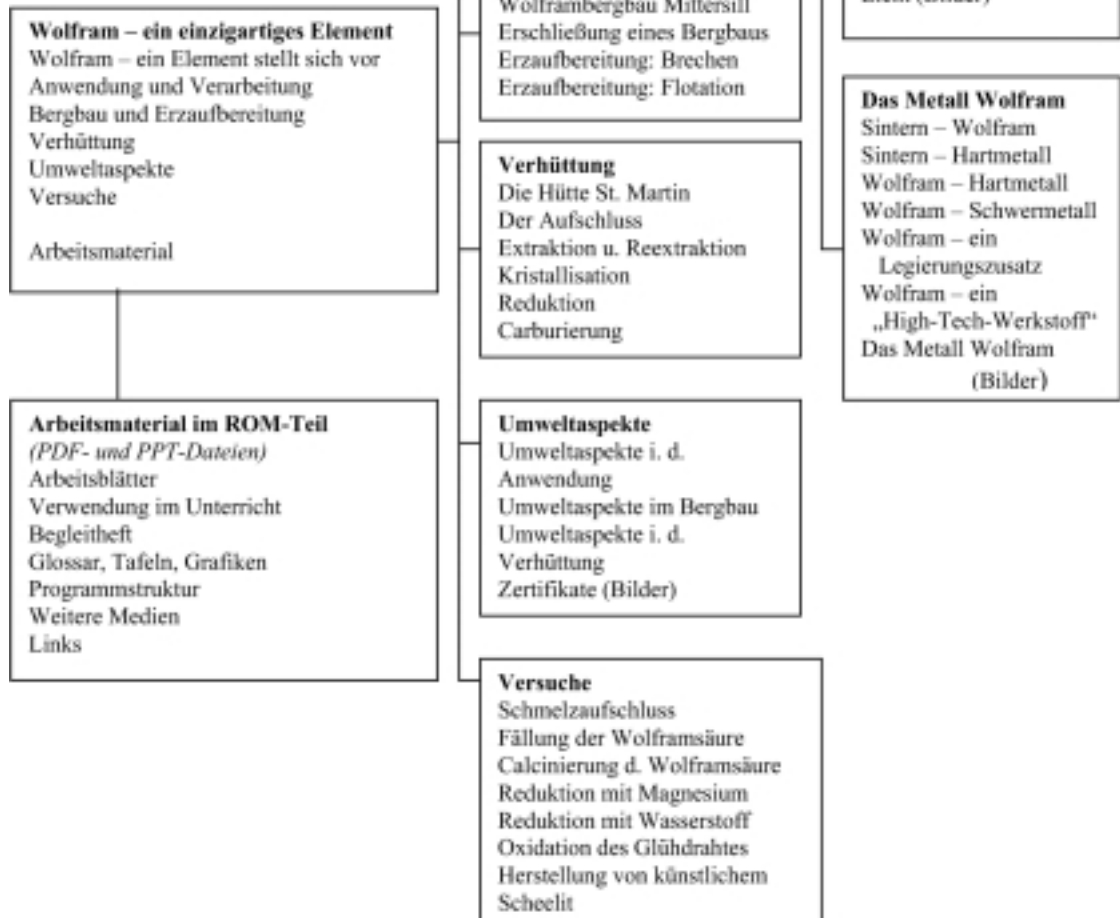 Wolfram – ein einzigartiges Element
Wolfram – ein Element stellt sich vor
Anwendung und Verarbeitung
Bergbau und Erzaufbereitung
Verhüttung
Umweltaspekte
Versuche
Arbeitsmaterial
Arbeitsmaterial im ROM-Teil
(PDF- und PPT-Dateien)
Arbeitsblätter
Verwendung im Unterricht
Begleitheft
Glossar, Tafeln, Grafiken
Programmstruktur
Weitere Medien
Links
Wolframbergbau Mittersill
Erschließung eines Bergbaus
Erzaufbereitung: Brechen
Erzaufbereitung: Flotation
Verhüttung
Die Hütte St. Martin
Der Aufschluss
Extraktion u. Reextraktion
Kristallisation
Reduktion
Carburierung
Umweltaspekte
Umweltaspekte i. d.
Anwendung
Umweltaspekte im Bergbau
Umweltaspekte i. d.
Verhüttung
Zertifikate (Bilder)
Versuche
Schmelzaufschluss
Fällung der Wolframsäure
Calcinierung d. Wolframsäure
Reduktion mit Magnesium
Reduktion mit Wasserstoff
Oxidation des Glühdrahtes
Herstellung von künstlichem
Scheelit
(Bilder)
Das Metall Wolfram
Sintern – Wolfram
Sintern – Hartmetall
Wolfram – Hartmetall
Wolfram – Schwermetall
Wolfram – ein
Legierungszusatz
Wolfram – ein
„High-Tech-Werkstoff“
Das Metall Wolfram
(Bilder)